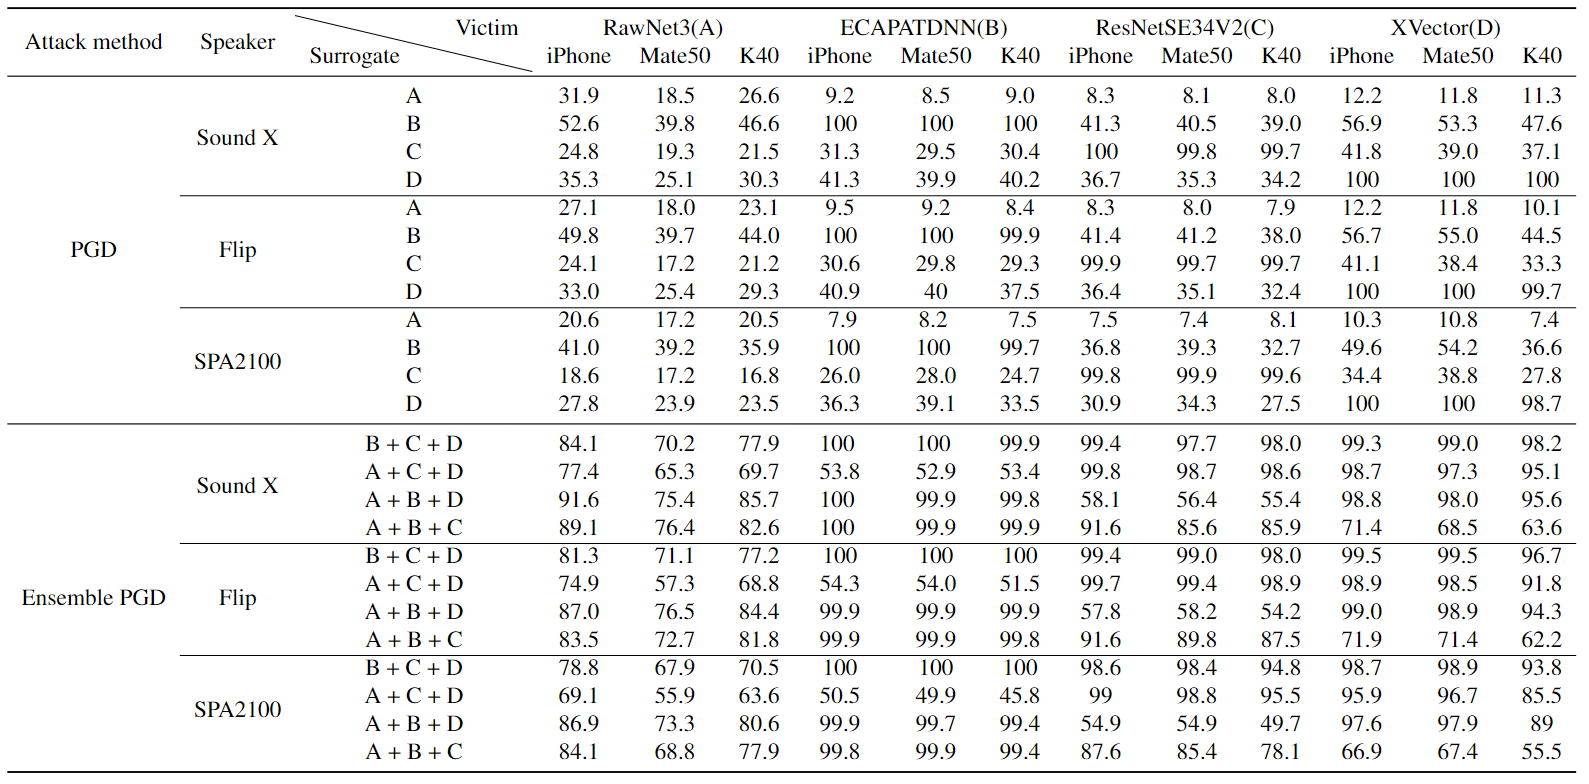 Attack method Speaker Victim Surrogate RawNet3(A) ECAPATDNN(B) ResNetSE34V2(C) XVector(D)
iPhone Mate50 K40 iPhone Mate50 K40 iPhone Mate50 K40 iPhone Mate50 K40
PGD
Sound X
A 31.9 18.5 26.6 9.2 8.5 9.0 8.3 8.1 8.0 12.2 11.8 11.3
B 52.6 39.8 46.6 100 100 100 41.3 40.5 39.0 56.9 53.3 47.6
C 24.8 19.3 21.5 31.3 29.5 30.4 100 99.8 99.7 41.8 39.0 37.1
D 35.3 25.1 30.3 41.3 39.9 40.2 36.7 35.3 34.2 100 100 100
Flip
A 27.1 18.0 23.1 9.5 9.2 8.4 8.3 8.0 7.9 12.2 11.8 10.1
B 49.8 39.7 44.0 100 100 99.9 41.4 41.2 38.0 56.7 55.0 44.5
C 24.1 17.2 21.2 30.6 29.8 29.3 99.9 99.7 99.7 41.1 38.4 33.3
D 33.0 25.4 29.3 40.9 40 37.5 36.4 35.1 32.4 100 100 99.7
SPA2100
A 20.6 17.2 20.5 7.9 8.2 7.5 7.5 7.4 8.1 10.3 10.8 7.4
B 41.0 39.2 35.9 100 100 99.7 36.8 39.3 32.7 49.6 54.2 36.6
C 18.6 17.2 16.8 26.0 28.0 24.7 99.8 99.9 99.6 34.4 38.8 27.8
D 27.8 23.9 23.5 36.3 39.1 33.5 30.9 34.3 27.5 100 100 98.7
Ensemble PGD
Sound X
B + C + D 84.1 70.2 77.9 100 100 99.9 99.4 97.7 98.0 99.3 99.0 98.2
A + C + D 77.4 65.3 69.7 53.8 52.9 53.4 99.8 98.7 98.6 98.7 97.3 95.1
A + B + D 91.6 75.4 85.7 100 99.9 99.8 58.1 56.4 55.4 98.8 98.0 95.6
A + B + C 89.1 76.4 82.6 100 99.9 99.9 91.6 85.6 85.9 71.4 68.5 63.6
Flip
B + C + D 81.3 71.1 77.2 100 100 100 99.4 99.0 98.0 99.5 99.5 96.7
A + C + D 74.9 57.3 68.8 54.3 54.0 51.5 99.7 99.4 98.9 98.9 98.5 91.8
A + B + D 87.0 76.5 84.4 99.9 99.9 99.9 57.8 58.2 54.2 99.0 98.9 94.3
A + B + C 83.5 72.7 81.8 99.9 99.9 99.8 91.6 89.8 87.5 71.9 71.4 62.2
SPA2100
B + C + D 78.8 67.9 70.5 100 100 100 98.6 98.4 94.8 98.7 98.9 93.8
A + C + D 69.1 55.9 63.6 50.5 49.9 45.8 99 98.8 95.5 95.9 96.7 85.5
A + B + D 86.9 73.3 80.6 99.9 99.7 99.4 54.9 54.9 49.7 97.6 97.9 89
A + B + C 84.1 68.8 77.9 99.8 99.9 99.4 87.6 85.4 78.1 66.9 67.4 55.5